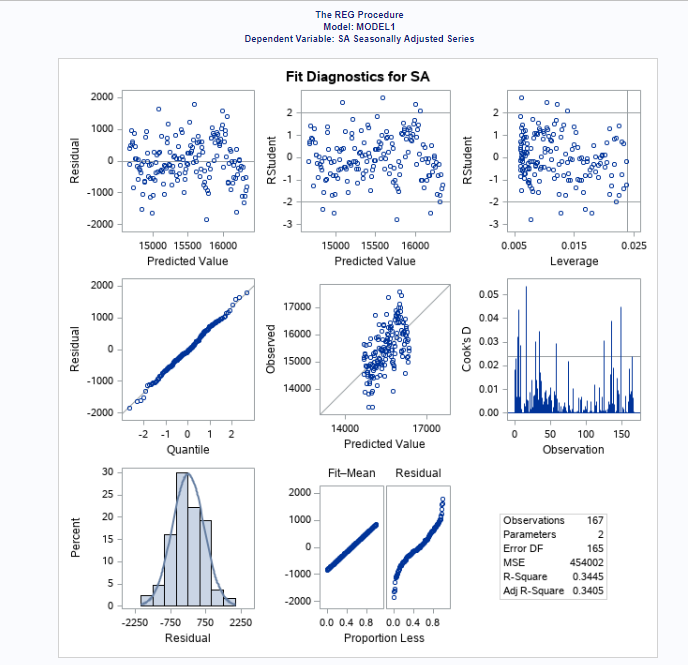 The REG Procedure
Model: MODEL1
Dependent Variable: SA Seasonally Adjusted Series
Fit Diagnostics for SA
2000
1000
0
-1000
-2000
Residual
15000 15500 16000
Predicted Value
2
1
0
-1
-2
-3
RStudent
15000 15500 16000
Predicted Value
2
1
0
-1
-2
-3
RStudent
0.005 0.015 0.025
Leverage
2000
1000
0
-1000
-2000
Residual
-2 -1 0 1 2
Quantile
17000
16000
15000
14000
Observed
14000 17000
Predicted Value
0.05
0.04
0.03
0.02
0.01
0.00
Cook's D
0 50 100 150
Observation
30
25
20
15
10
5
0
Percent
-2250 -750 750 2250
Residual
Fit–Mean Residual
2000
1000
0
-1000
-2000
0.0 0.4 0.8 0.0 0.4 0.8
Proportion Less
Observations 167
Parameters 2
Error DF 165
MSE 454002
R-Square 0.3445
Adj R-Square 0.3405